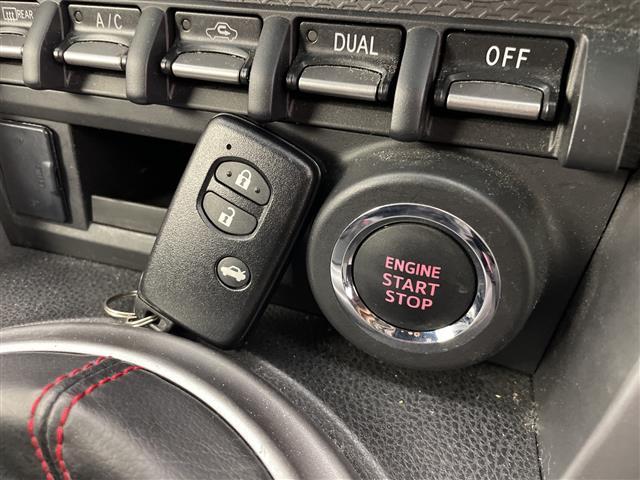 REAR
A/C
DUAL
OFF
ENGINE
START
STOP